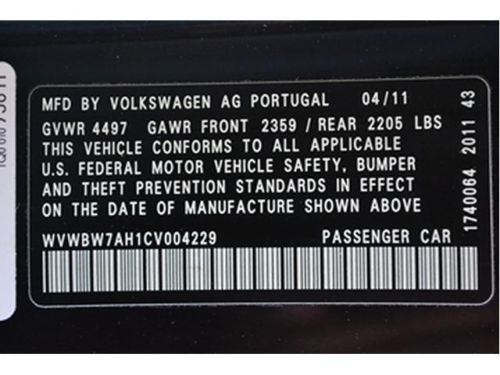 MFD BY VOLKSWAGEN AG PORTUGAL 04/11
GVWR 4497 GAWR FRONT 2359 / REAR 2205 LBS
THIS VEHICLE CONFORMS TO ALL APPLICABLE
U.S. FEDERAL MOTOR VEHICLE SAFETY, BUMPER
AND THEFT PREVENTION STANDARDS IN EFFECT
ON THE DATE OF MANUFACTURE SHOWN ABOVE
WVWBW7AH1CV004229 PASSENGER CAR
1740064 2011 43